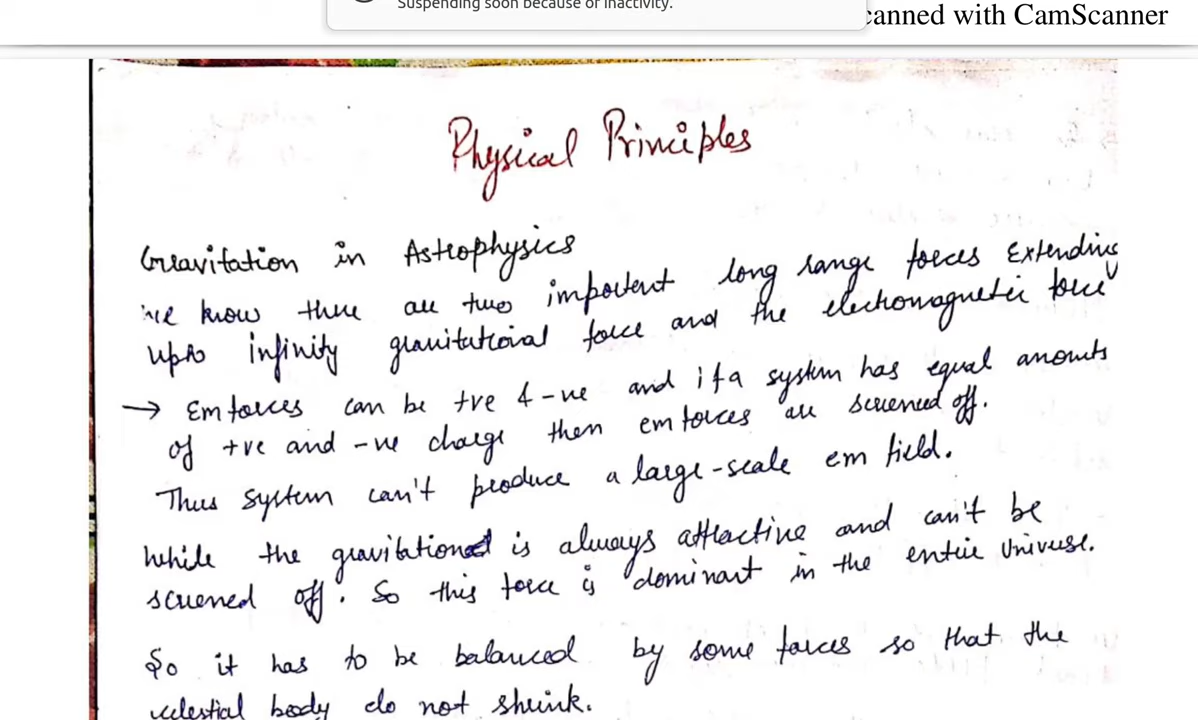 Suspending soon because of inactivity.
canned with CamScanner
Physical Principles
Gravitation in Astrophysics
we know there are two important long range forces extending
upto infinity gravitational force and the electromagnetic force
→ Em forces can be +ve & -ve and if a system has equal amounts
of +ve and -ve charge then em forces are screened off.
Thus system can't produce a large-scale em field.
while the gravitational is always attractive and can't be
screened off. So this force is dominant in the entire Universe.
So it has to be balanced by some forces so that the
celestial body do not shrink.